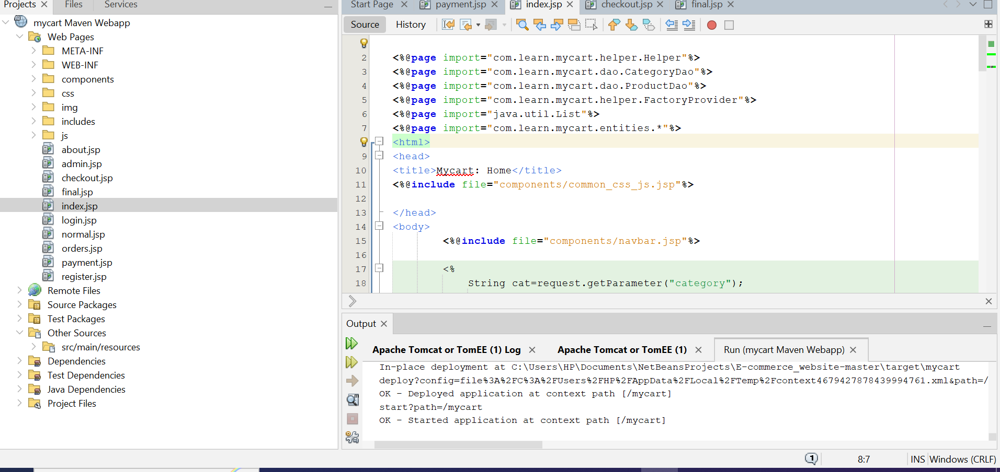 Projects
Files
Services
mycart Maven Webapp
Web Pages
META-INF
WEB-INF
components
css
img
includes
js
about.jsp
admin.jsp
checkout.jsp
final.jsp
index.jsp
login.jsp
normal.jsp
orders.jsp
payment.jsp
register.jsp
Remote Files
Source Packages
Test Packages
Other Sources
src/main/resources
Dependencies
Test Dependencies
Java Dependencies
Project Files
Start Page
payment.jsp
index.jsp
checkout.jsp
final.jsp
Source History
2 <%@page import="com.learn.mycart.helper.Helper"%>
3 <%@page import="com.learn.mycart.dao.CategoryDao"%>
4 <%@page import="com.learn.mycart.dao.ProductDao"%>
5 <%@page import="com.learn.mycart.helper.FactoryProvider"%>
6 <%@page import="java.util.List"%>
7 <%@page import="com.learn.mycart.entities.*"%>
<html>
9 <head>
10 <title>Mycart: Home</title>
11 <%@include file="components/common_css_js.jsp"%>
12
13 </head>
14 <body>
15 <%@include file="components/navbar.jsp"%>
16
17 <%
18 String cat=request.getParameter("category");
Output
Apache Tomcat or TomEE (1) Log
Apache Tomcat or TomEE (1)
Run (mycart Maven Webapp)
In-place deployment at C:\Users\HP\Documents\NetBeansProjects\E-commerce_website-master\target\mycart
deploy?config=file%3A%2FC%3A%2FUsers%2FHP%2FAppData%2FLocal%2FTemp%2Fcontext4679427878439994761.xml&path=/
OK - Deployed application at context path [/mycart]
start?path=/mycart
OK - Started application at context path [/mycart]
1
8:7
INS
Windows (CRLF)